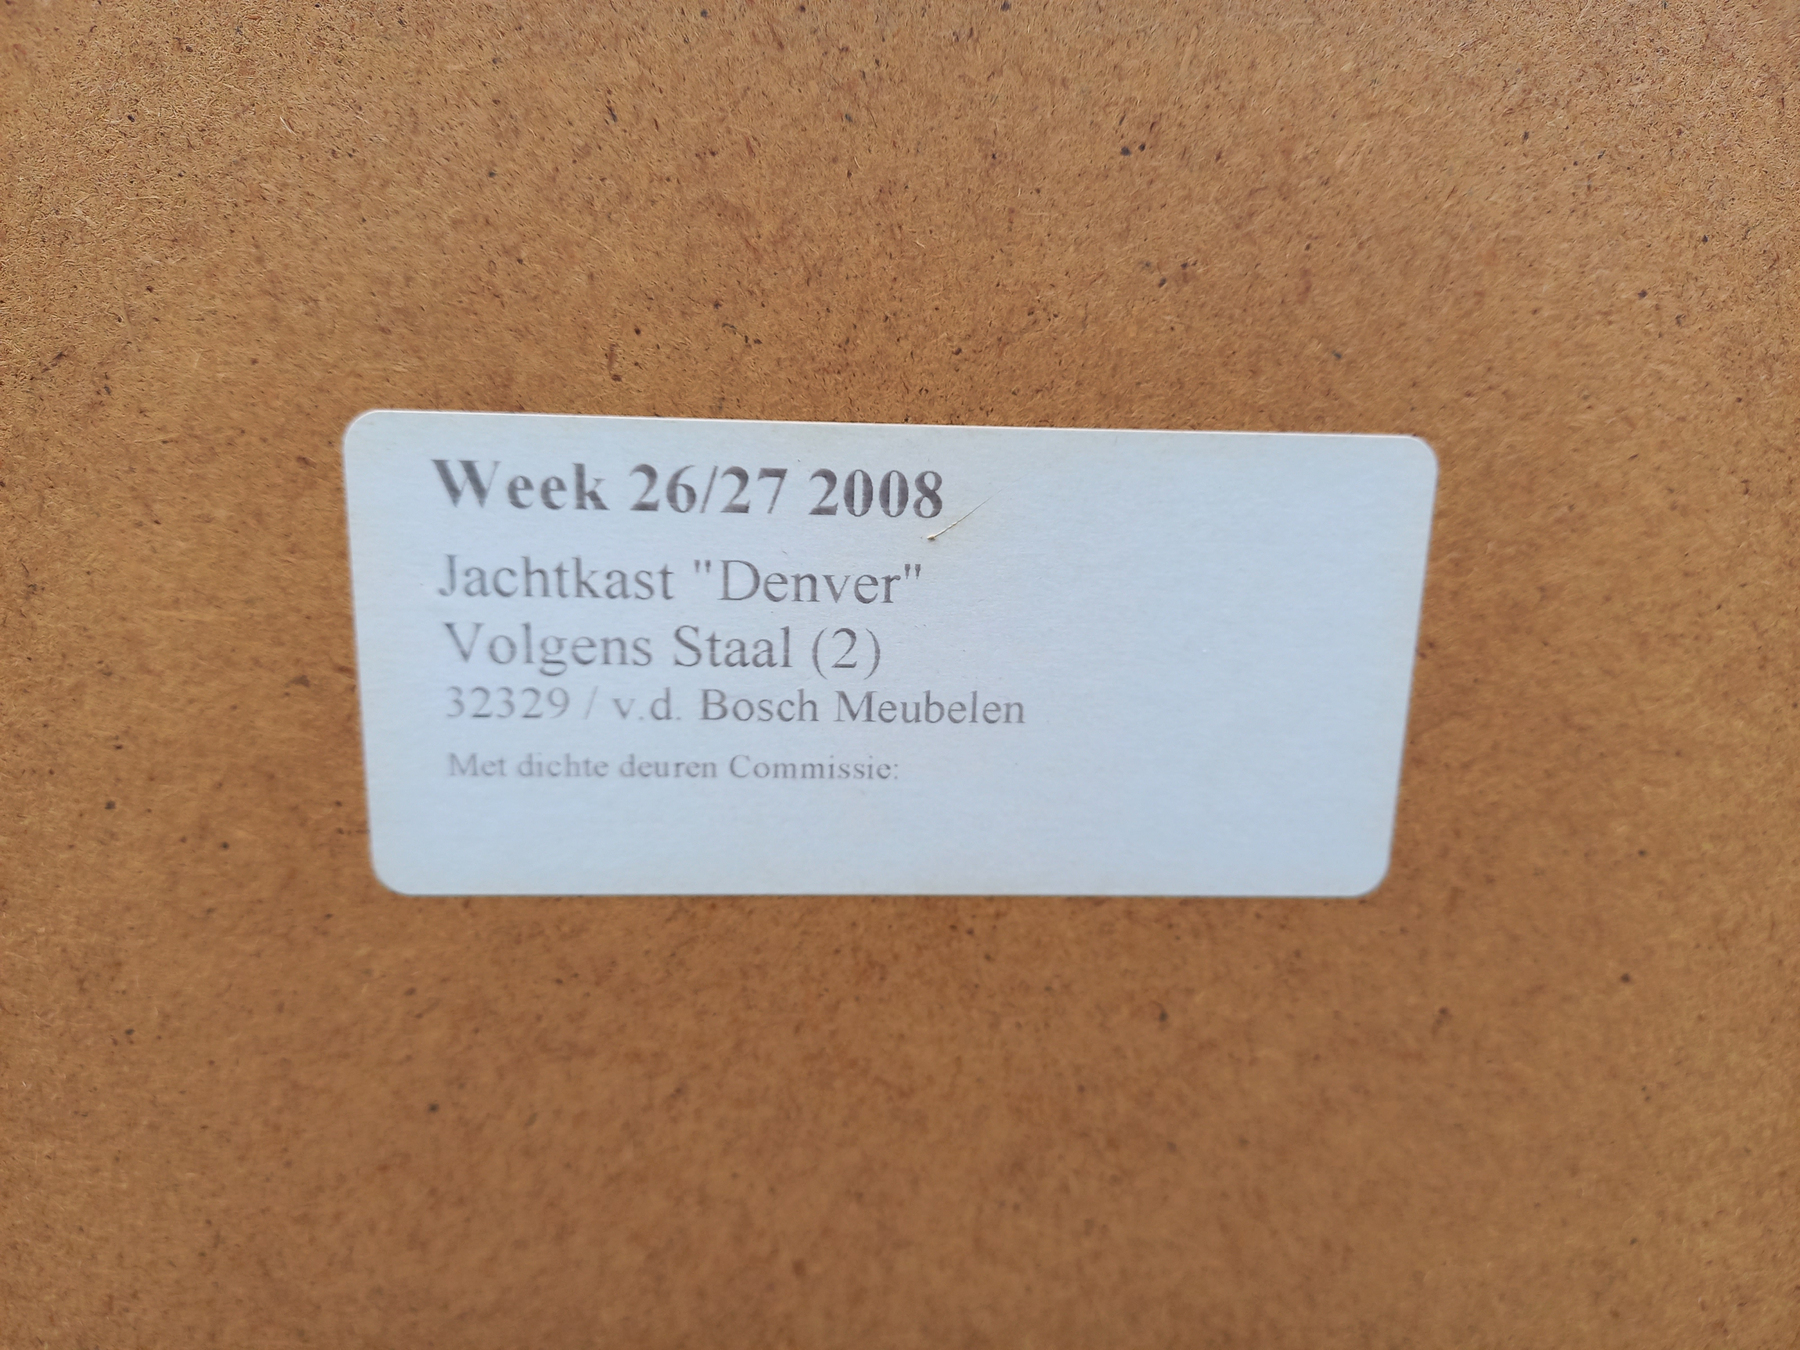 Week 26/27 2008
Jachtkast "Denver"
Volgens Staal (2)
32329 / v.d. Bosch Meubelen
Met dichte deuren Commissie: